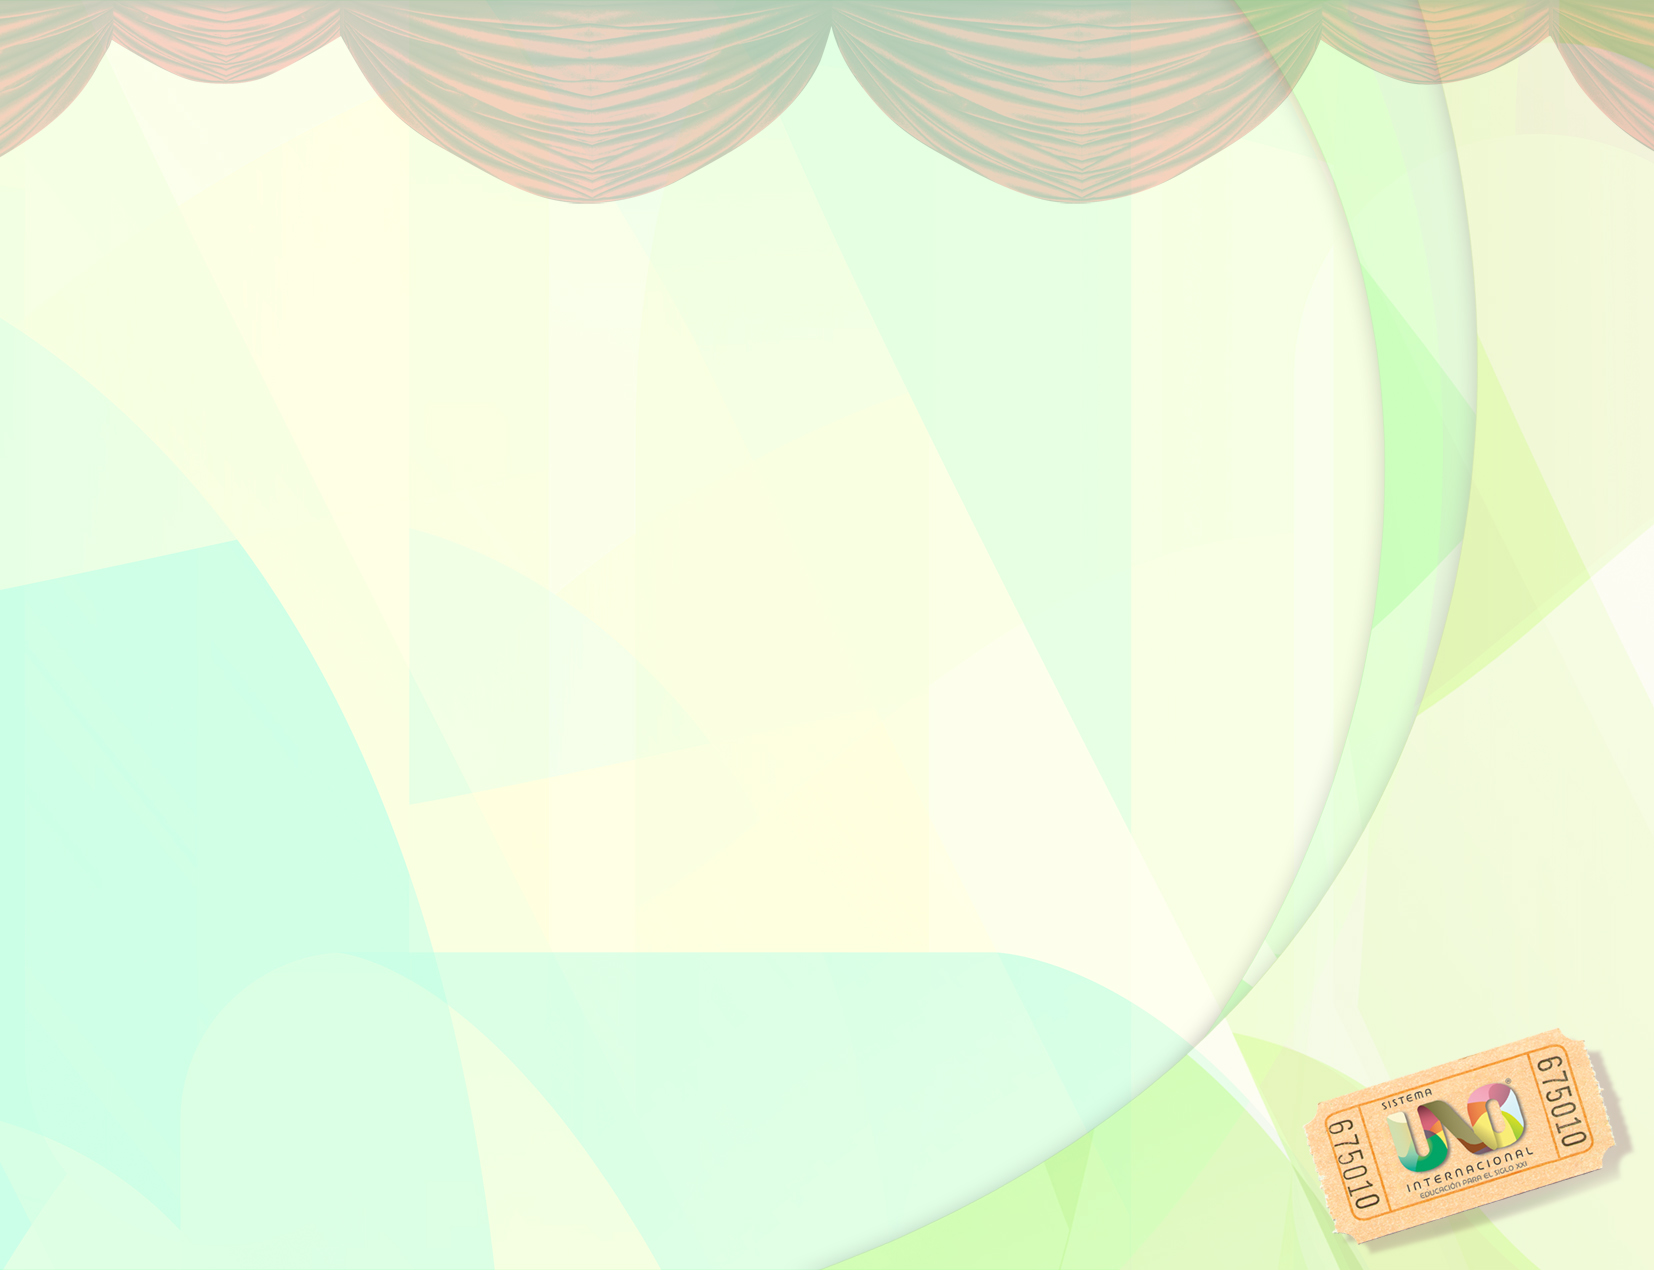 675010
SISTEMA
UNO
INTERNACIONAL
EDUCACIÓN PARA EL SIGLO XXI
675010